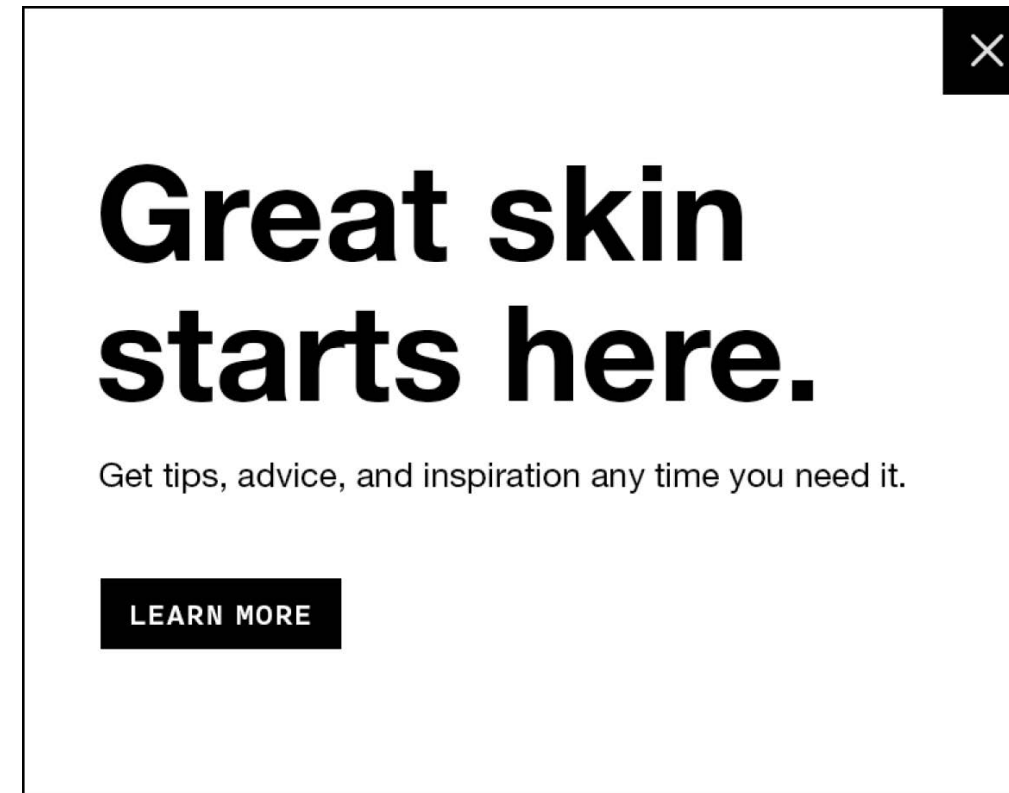 Great skin
starts here.
Get tips, advice, and inspiration any time you need it.
LEARN MORE